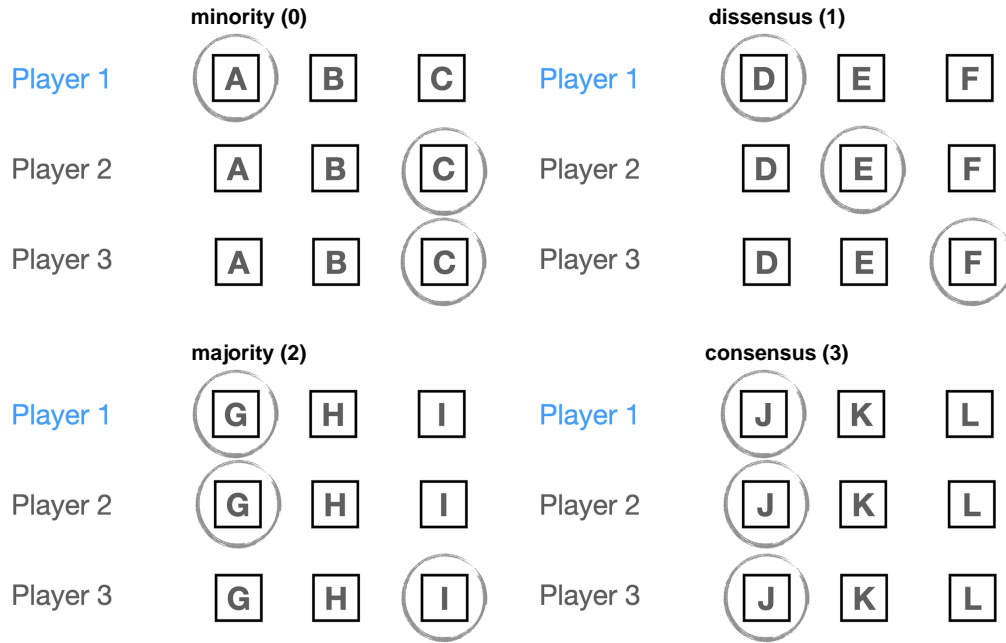 minority (0)
Player 1 A B C
Player 2 A B C
Player 3 A B C
dissensus (1)
Player 1 D E F
Player 2 D E F
Player 3 D E F
majority (2)
Player 1 G H I
Player 2 G H I
Player 3 G H I
consensus (3)
Player 1 J K L
Player 2 J K L
Player 3 J K L